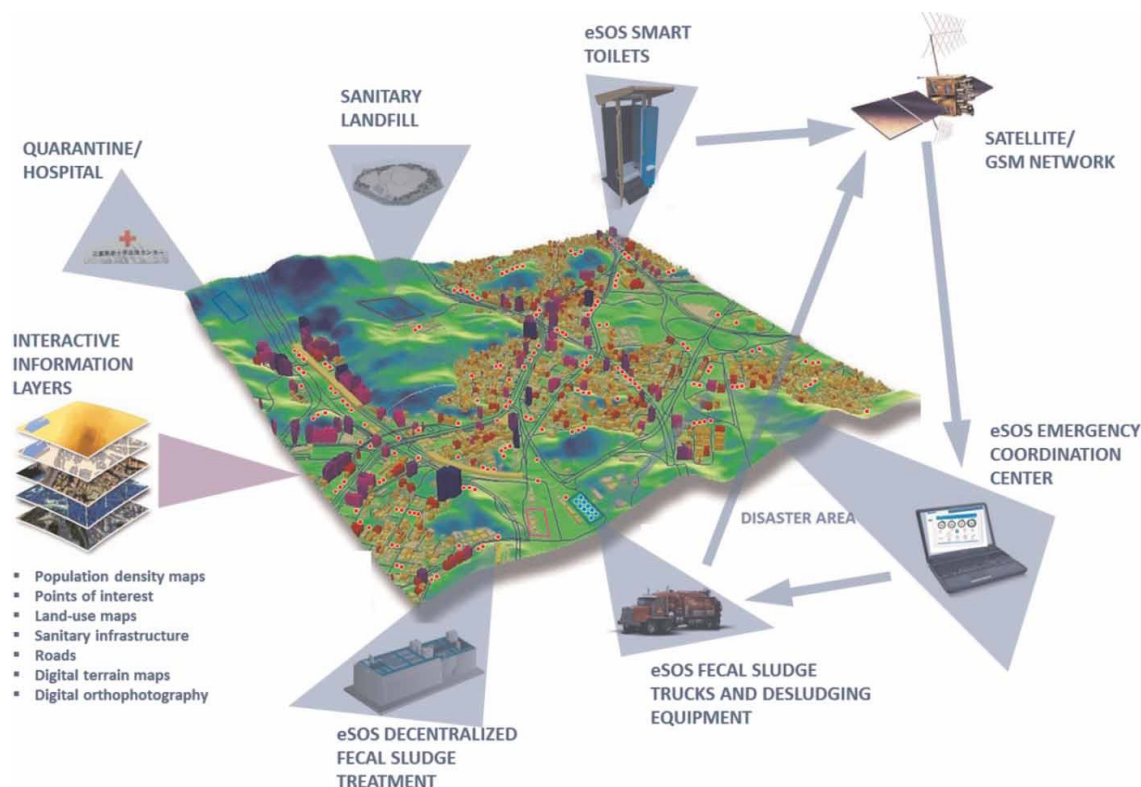 eSOS SMART
TOILETS
SANITARY
LANDFILL
QUARANTINE/
HOSPITAL
SATELLITE/
GSM NETWORK
INTERACTIVE
INFORMATION
LAYERS
eSOS EMERGENCY
COORDINATION
CENTER
DISASTER AREA
▪ Population density maps
▪ Points of interest
▪ Land-use maps
▪ Sanitary infrastructure
▪ Roads
▪ Digital terrain maps
▪ Digital orthophotography
eSOS FECAL SLUDGE
TRUCKS AND DESLUDGING
EQUIPMENT
eSOS DECENTRALIZED
FECAL SLUDGE
TREATMENT